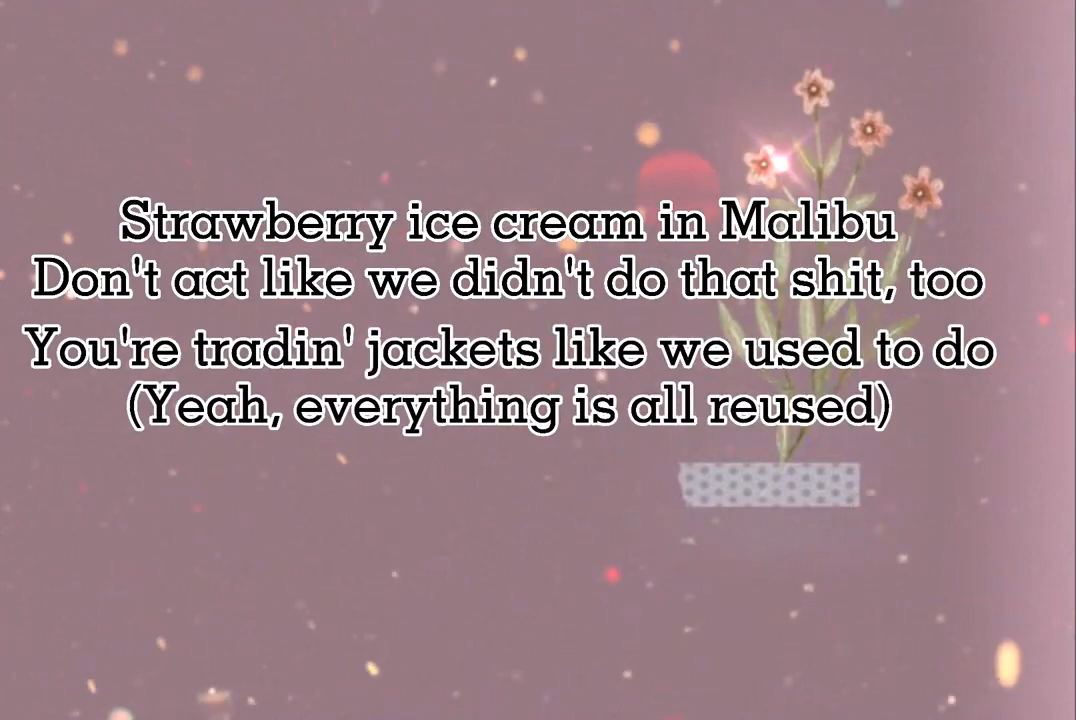 Strawberry ice cream in Malibu
Don't act like we didn't do that shit, too
You're tradin' jackets like we used to do
(Yeah, everything is all reused)